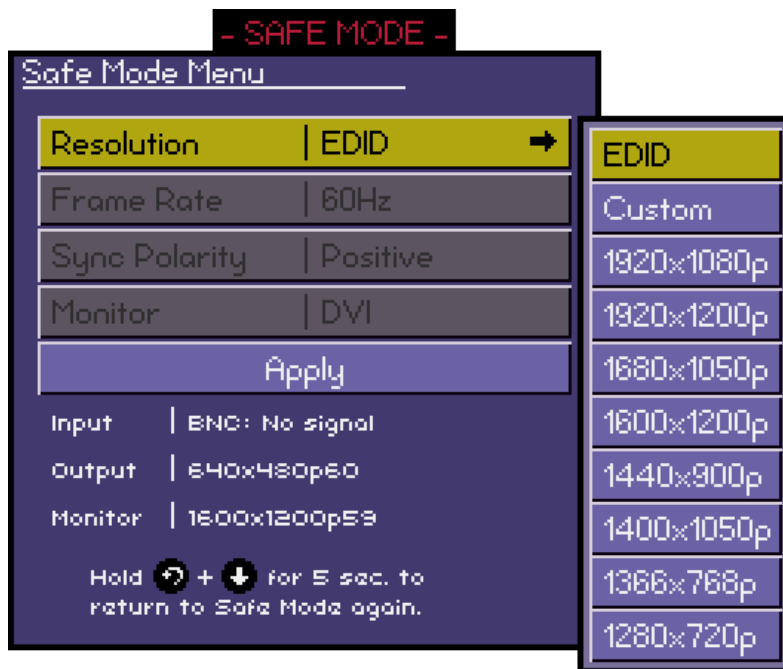 - SAFE MODE -
Safe Mode Menu
Resolution | EDID
Frame Rate | 60Hz
Sync Polarity | Positive
Monitor | DVI
Apply
Input | BNC: No signal
Output | 640x480p60
Monitor | 1600x1200p59
Hold + for 5 sec. to
return to Safe Mode again.
EDID
Custom
1920x1080p
1920x1200p
1680x1050p
1600x1200p
1440x900p
1400x1050p
1366x768p
1280x720p